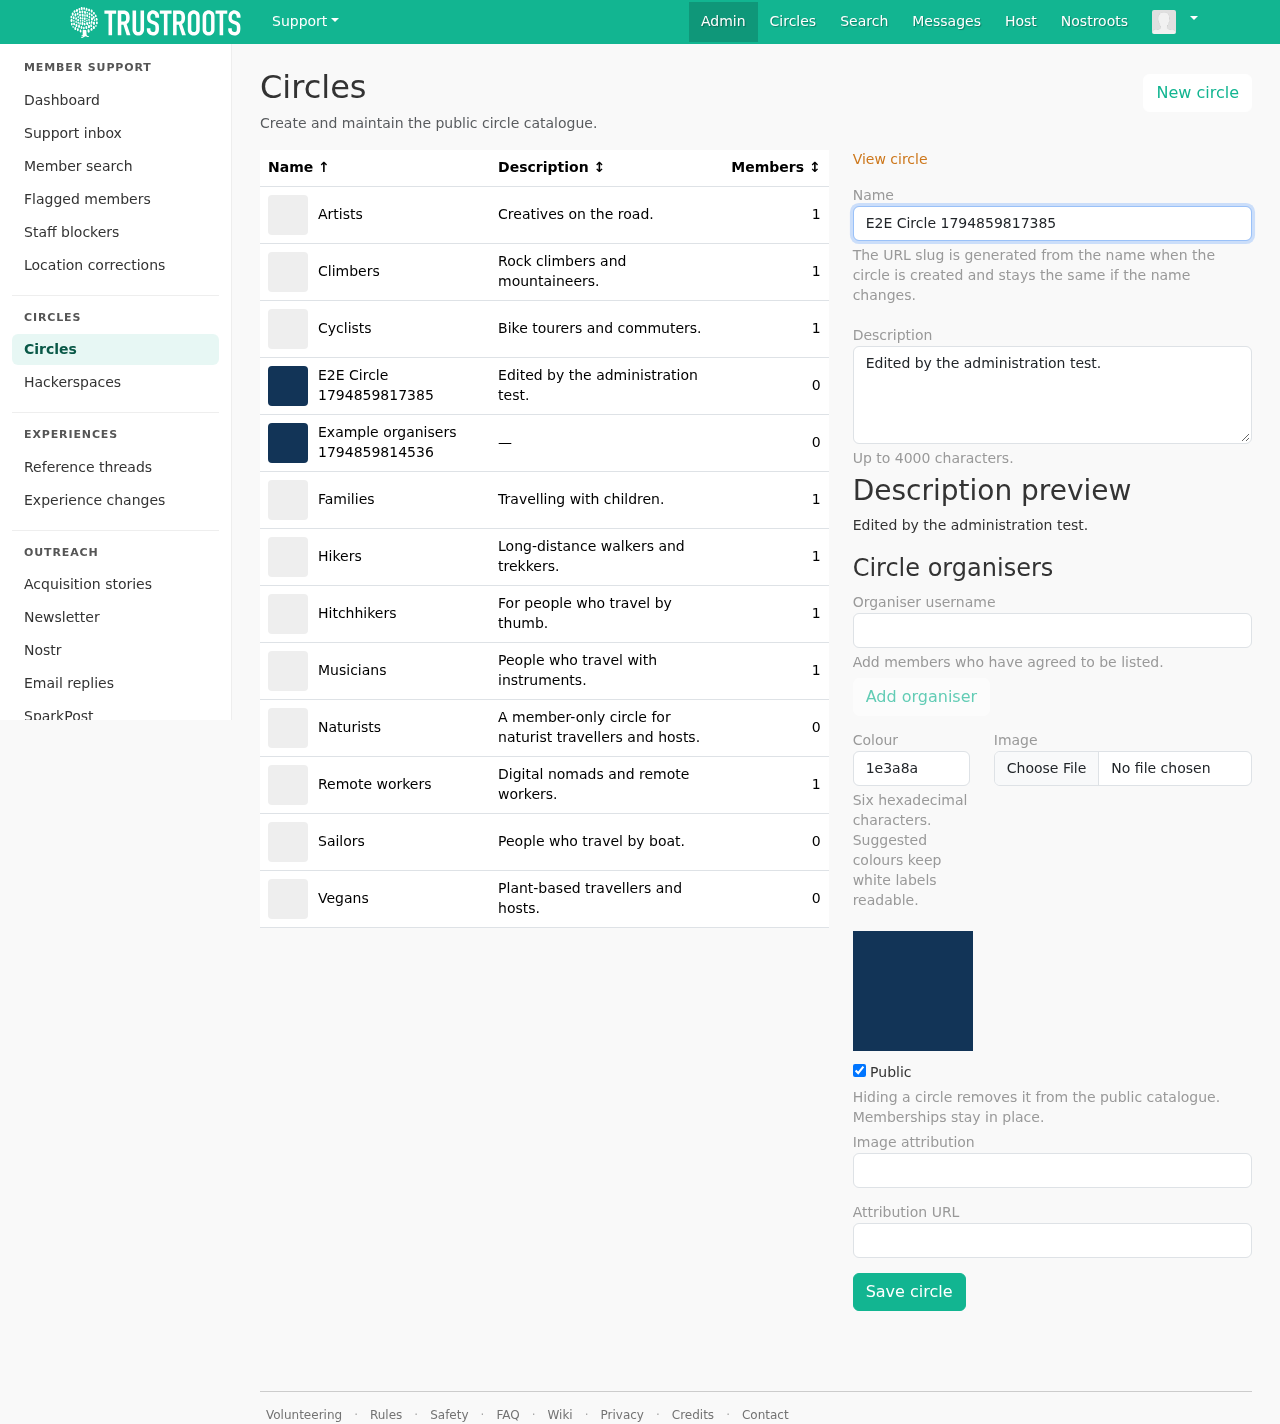 TRUSTROOTS
Support
Admin
Circles
Search
Messages
Host
Nostroots
MEMBER SUPPORT
Dashboard
Support inbox
Member search
Flagged members
Staff blockers
Location corrections
CIRCLES
Circles
Hackerspaces
EXPERIENCES
Reference threads
Experience changes
OUTREACH
Acquisition stories
Newsletter
Nostr
Email replies
SparkPost
Circles
New circle
Create and maintain the public circle catalogue.
Name ↑ Description ↕ Members ↕
Artists Creatives on the road. 1
Climbers Rock climbers and
mountaineers. 1
Cyclists Bike tourers and commuters. 1
E2E Circle
1794859817385 Edited by the administration
test. 0
Example organisers
1794859814536 — 0
Families Travelling with children. 1
Hikers Long-distance walkers and
trekkers. 1
Hitchhikers For people who travel by
thumb. 1
Musicians People who travel with
instruments. 1
Naturists A member-only circle for
naturist travellers and hosts. 0
Remote workers Digital nomads and remote
workers. 1
Sailors People who travel by boat. 0
Vegans Plant-based travellers and
hosts. 0
View circle
Name
E2E Circle 1794859817385
The URL slug is generated from the name when the
circle is created and stays the same if the name
changes.
Description
Edited by the administration test.
Up to 4000 characters.
Description preview
Edited by the administration test.
Circle organisers
Organiser username
Add members who have agreed to be listed.
Add organiser
Colour
1e3a8a
Six hexadecimal
characters.
Suggested
colours keep
white labels
readable.
Image
Choose File No file chosen
Public
Hiding a circle removes it from the public catalogue.
Memberships stay in place.
Image attribution
Attribution URL
Save circle
Volunteering · Rules · Safety · FAQ · Wiki · Privacy · Credits · Contact